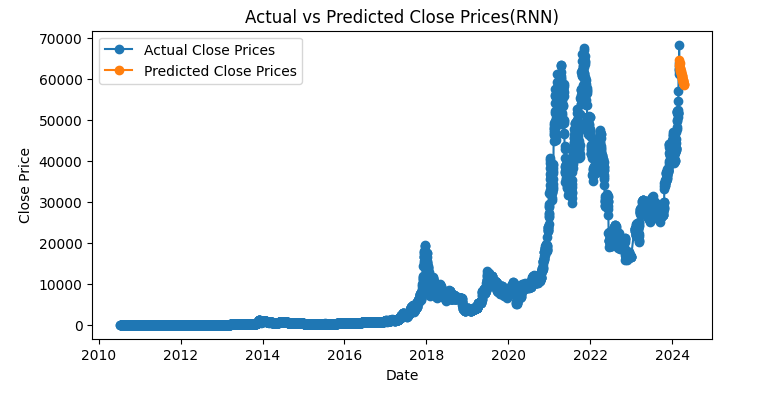 Actual vs Predicted Close Prices(RNN)
Actual Close Prices
Predicted Close Prices
70000
60000
50000
40000
30000
20000
10000
0
Close Price
2010 2012 2014 2016 2018 2020 2022 2024
Date